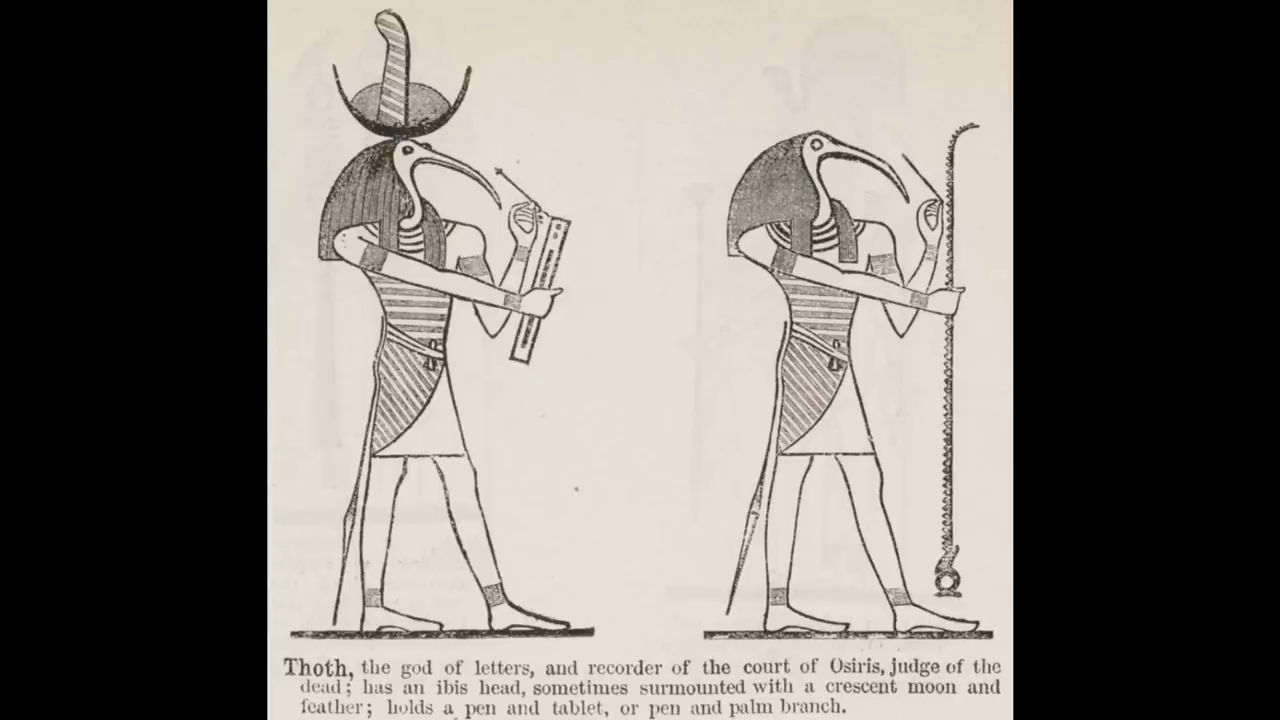 Thoth, the god of letters, and recorder of the court of Osiris, judge of the
dead; has an ibis head, sometimes surmounted with a crescent moon and
feather; holds a pen and tablet, or pen and palm branch.